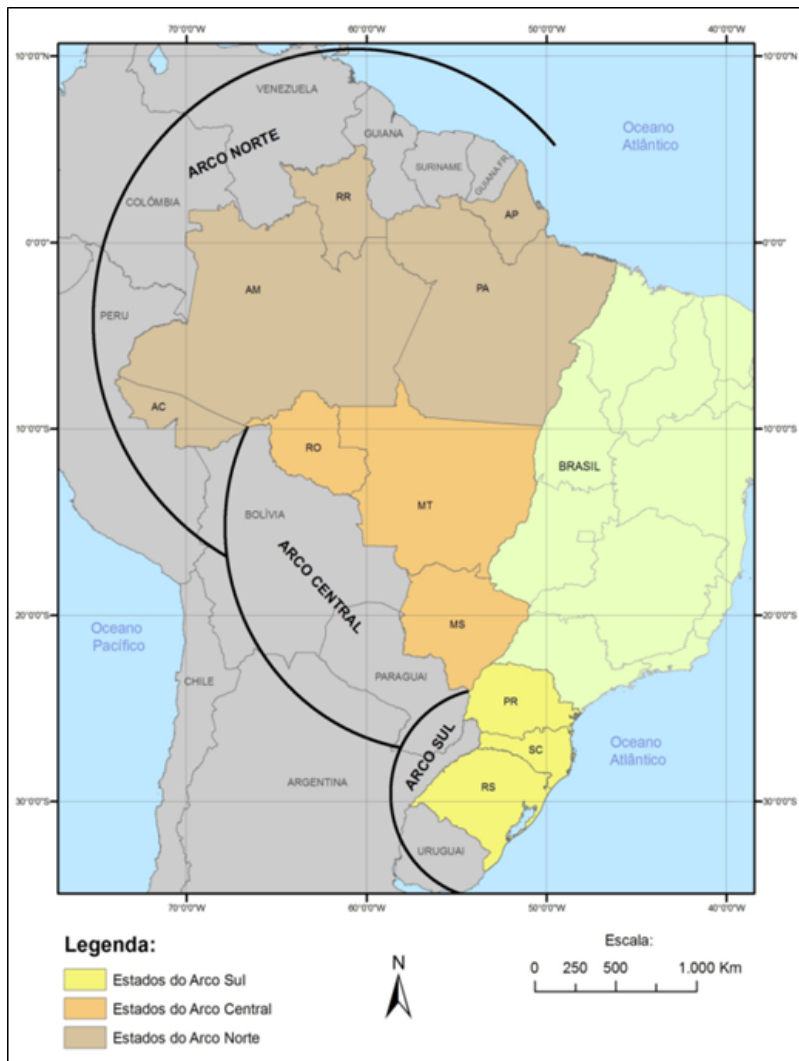 70°0'0"W 60°0'0"W 50°0'0"W 40°0'0"W
10°0'0"N 10°0'0"N
VENEZUELA
Oceano
Atlântico
GUIANA
ARCO NORTE
SURINAME
GUIANA FR.
COLÔMBIA
RR
AP
0°0'0" 0°0'0"
AM
PA
PERU
AC
10°0'0"S 10°0'0"S
RO
BRASIL
BOLÍVIA
MT
ARCO CENTRAL
20°0'0"S 20°0'0"S
Oceano
Pacífico
MS
CHILE
PARAGUAI
PR
ARCO SUL
SC
Oceano
Atlântico
ARGENTINA
RS
30°0'0"S 30°0'0"S
URUGUAI
70°0'0"W 60°0'0"W 50°0'0"W 40°0'0"W
Legenda:
Estados do Arco Sul
Estados do Arco Central
Estados do Arco Norte
N
Escala:
0 250 500 1.000 Km